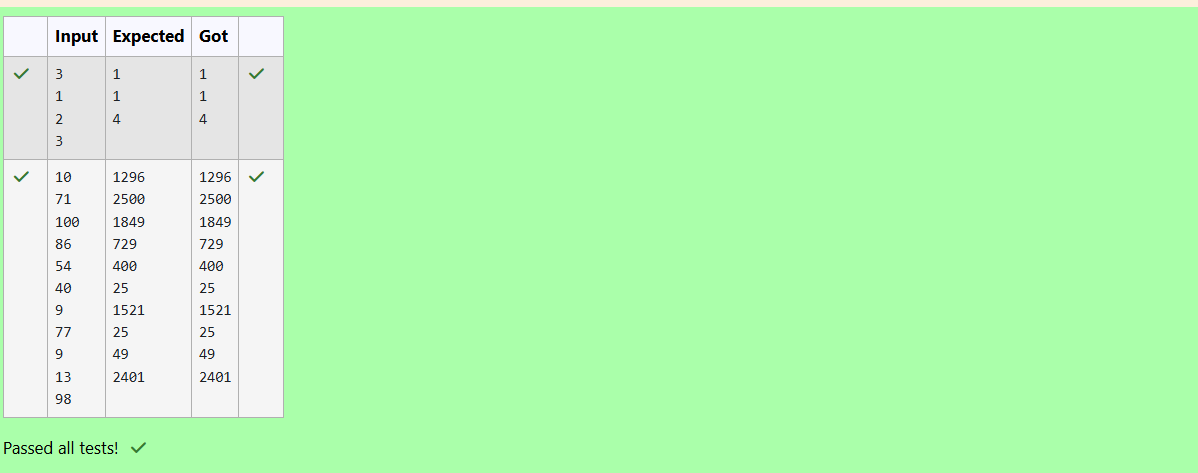 Input Expected Got
3 1 1
1 1 1
2 4 4
3
10 1296 1296
71 2500 2500
100 1849 1849
86 729 729
54 400 400
40 25 25
9 1521 1521
77 25 25
9 49 49
13 2401 2401
98
Passed all tests!